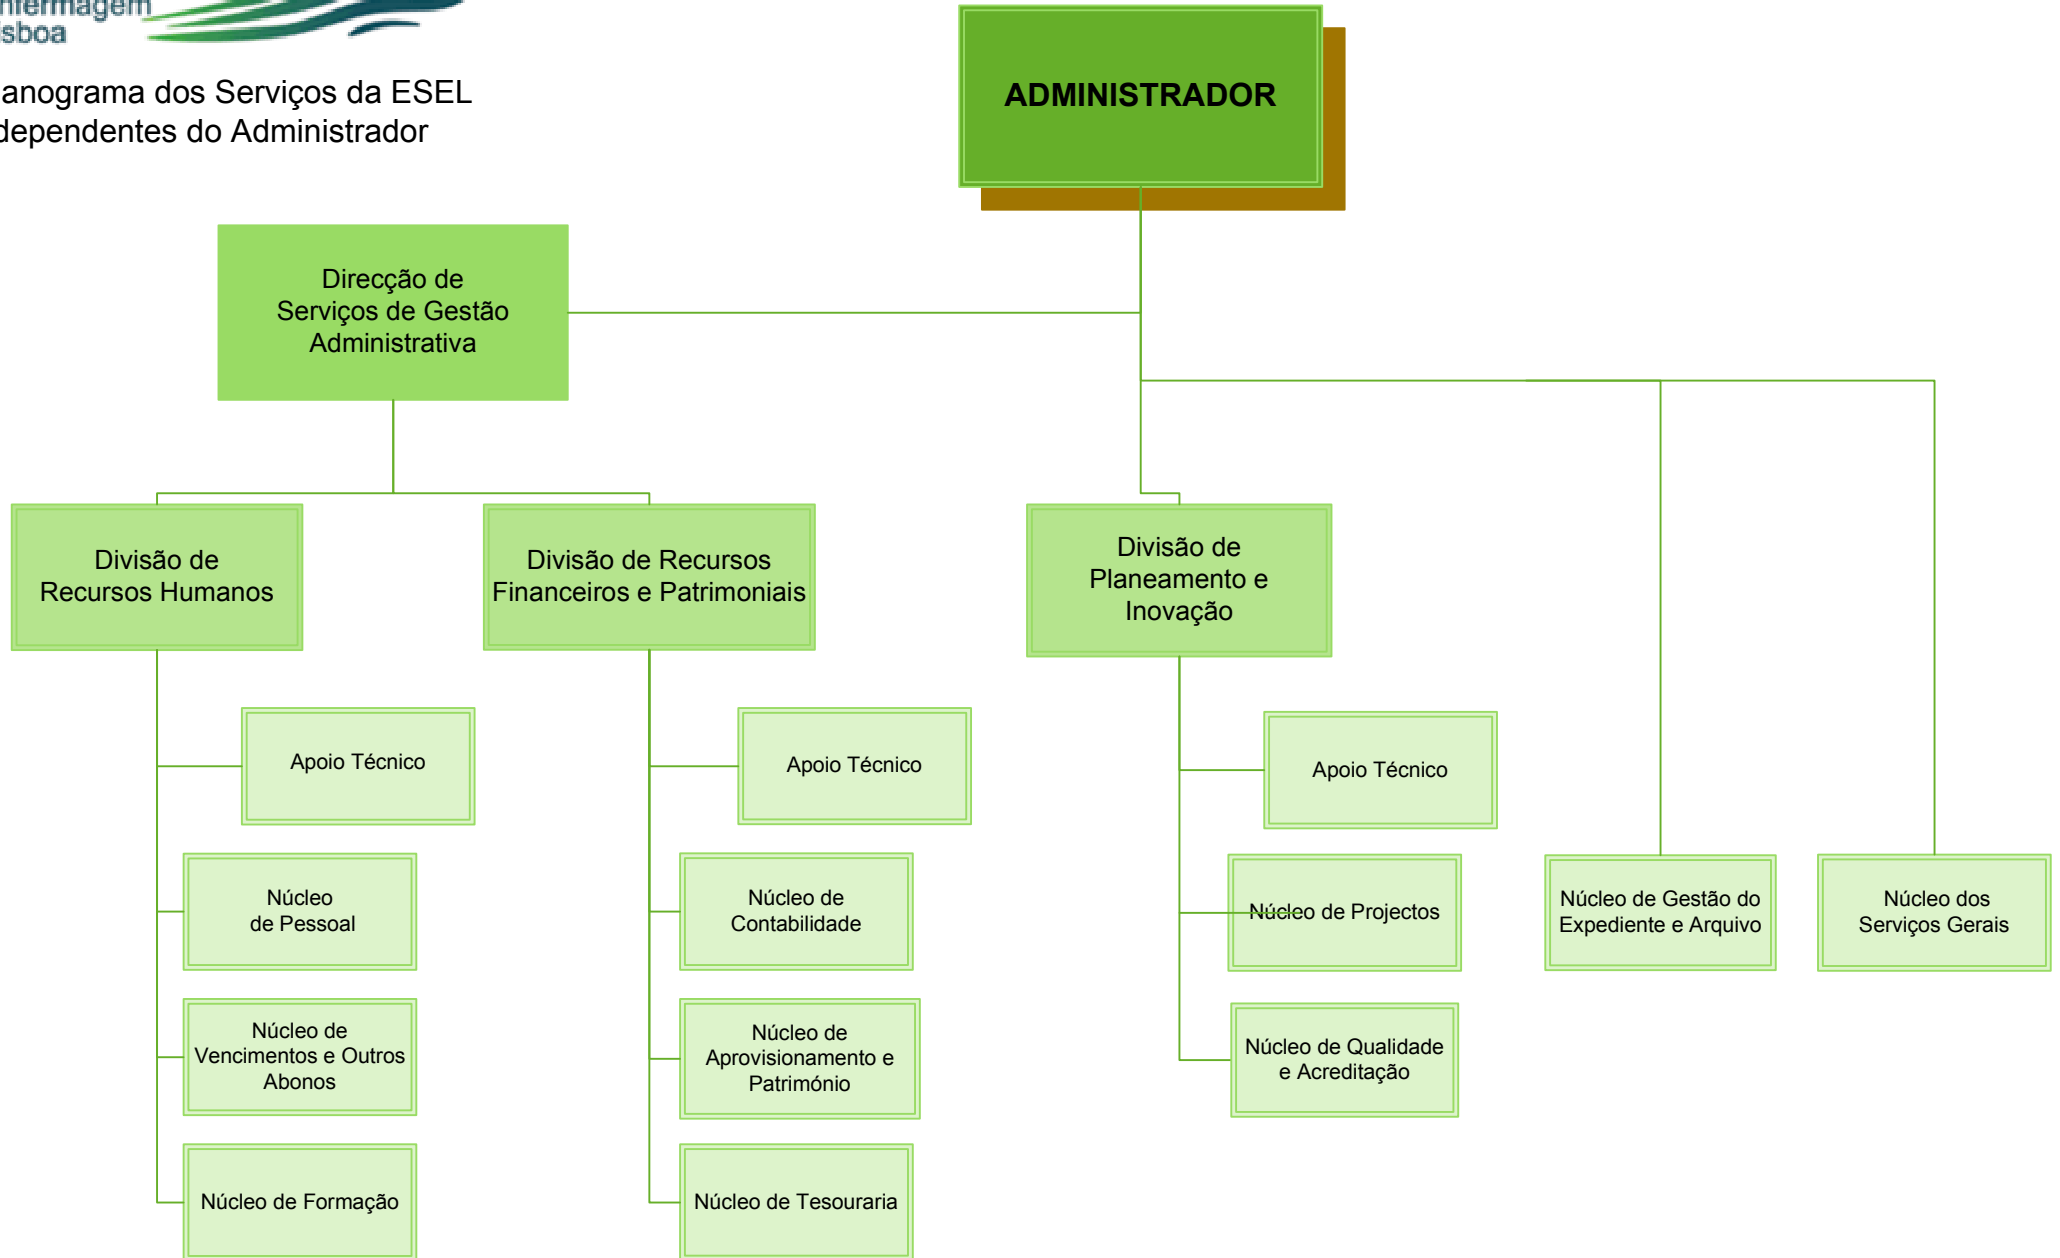 isboa
anograma dos Serviços da ESEL
dependentes do Administrador
ADMINISTRADOR
Direcção de
Serviços de Gestão
Administrativa
Divisão de
Recursos Humanos
Divisão de Recursos
Financeiros e Patrimoniais
Divisão de
Planeamento e
Inovação
Apoio Técnico
Apoio Técnico
Apoio Técnico
Núcleo
de Pessoal
Núcleo de
Contabilidade
Núcleo de Projectos
Núcleo de Gestão do
Expediente e Arquivo
Núcleo dos
Serviços Gerais
Núcleo de
Vencimentos e Outros
Abonos
Núcleo de
Aprovisionamento e
Património
Núcleo de Qualidade
e Acreditação
Núcleo de Formação
Núcleo de Tesouraria